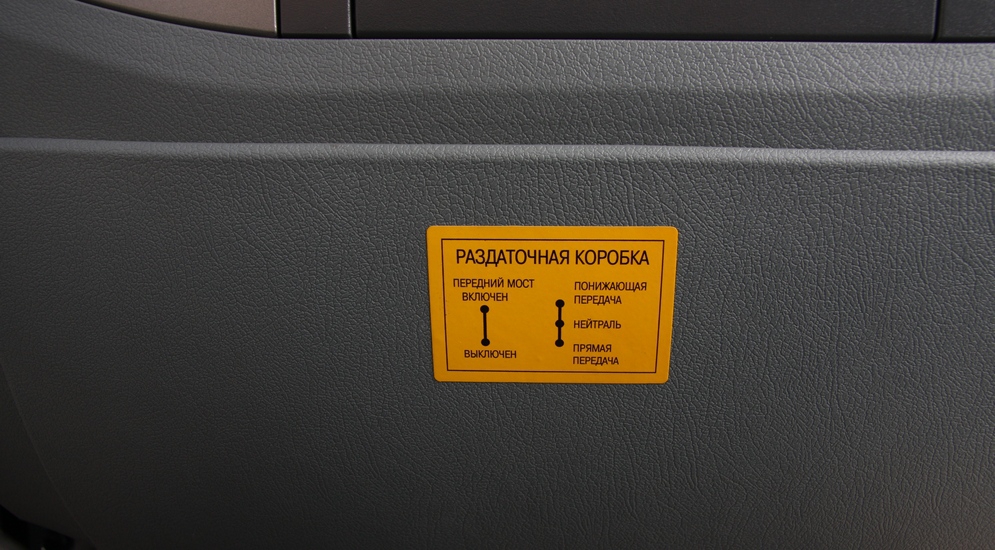 РАЗДАТОЧНАЯ КОРОБКА
ПЕРЕДНИЙ МОСТ
ВКЛЮЧЕН
ВЫКЛЮЧЕН
ПОНИЖАЮЩАЯ
ПЕРЕДАЧА
НЕЙТРАЛЬ
ПРЯМАЯ
ПЕРЕДАЧА